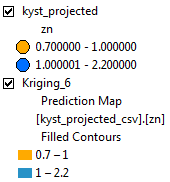 kyst_projected
zn
0.700000 - 1.000000
1.000001 - 2.200000
Kriging_6
Prediction Map
[kyst_projected_csv].[zn]
Filled Contours
0.7 – 1
1 – 2.2